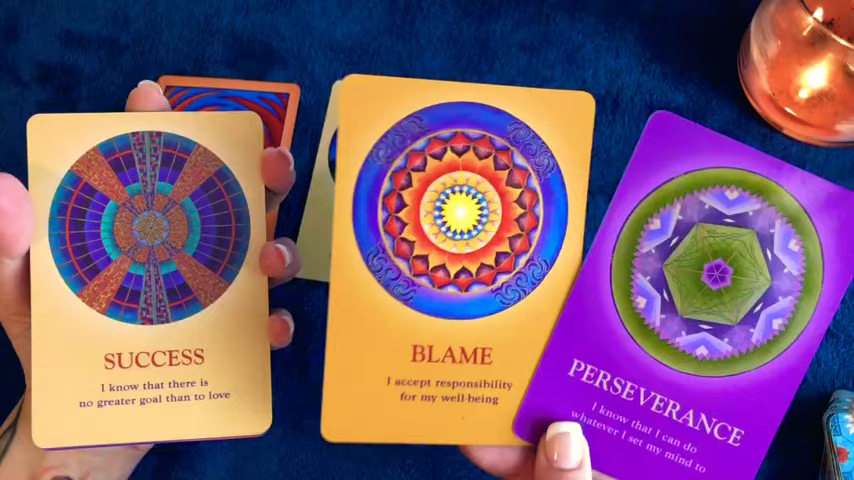 SUCCESS
I know that there is
no greater goal than to love
BLAME
I accept responsibility
for my well-being
PERSEVERANCE
I know that I can do
whatever I set my mind to